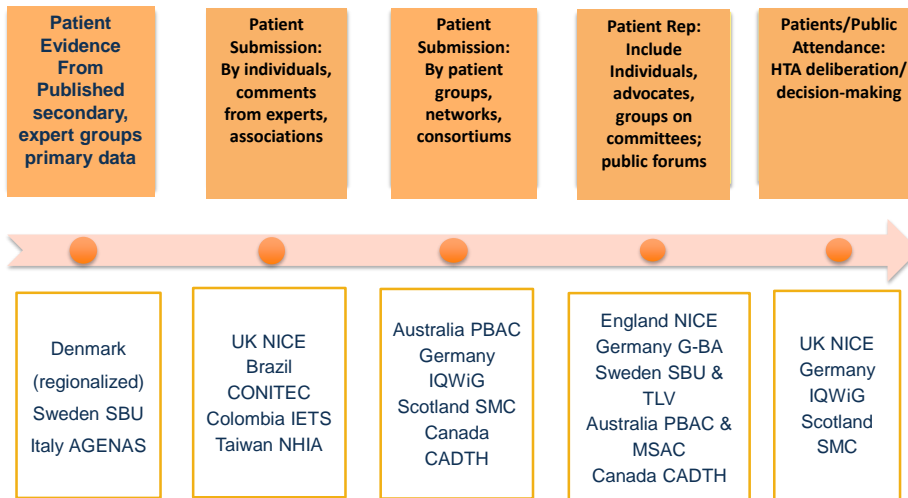 Patient
Evidence
From
Published
secondary,
expert groups
primary data
Patient
Submission:
By individuals,
comments
from experts,
associations
Patient
Submission:
By patient
groups,
networks,
consortiums
Patient Rep:
Include
Individuals,
advocates,
groups on
committees;
public forums
Patients/Public
Attendance:
HTA deliberation/
decision-making
Denmark
(regionalized)
Sweden SBU
Italy AGENAS
UK NICE
Brazil
CONITEC
Colombia IETS
Taiwan NHIA
Australia PBAC
Germany
IQWiG
Scotland SMC
Canada
CADTH
England NICE
Germany G-BA
Sweden SBU &
TLV
Australia PBAC &
MSAC
Canada CADTH
UK NICE
Germany
IQWiG
Scotland
SMC